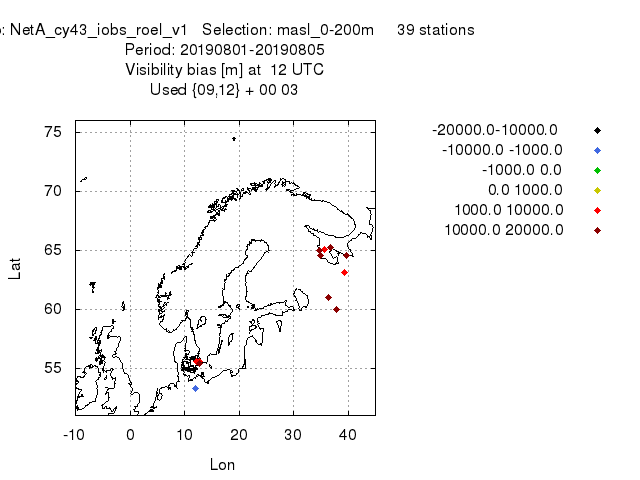 : NetA_cy43_iobs_roel_v1 Selection: masl_0-200m 39 stations
Period: 20190801-20190805
Visibility bias [m] at 12 UTC
Used {09,12} + 00 03
-20000.0-10000.0
-10000.0 -1000.0
-1000.0 0.0
0.0 1000.0
1000.0 10000.0
10000.0 20000.0
75
70
65
60
55
Lat
-10 0 10 20 30 40
Lon